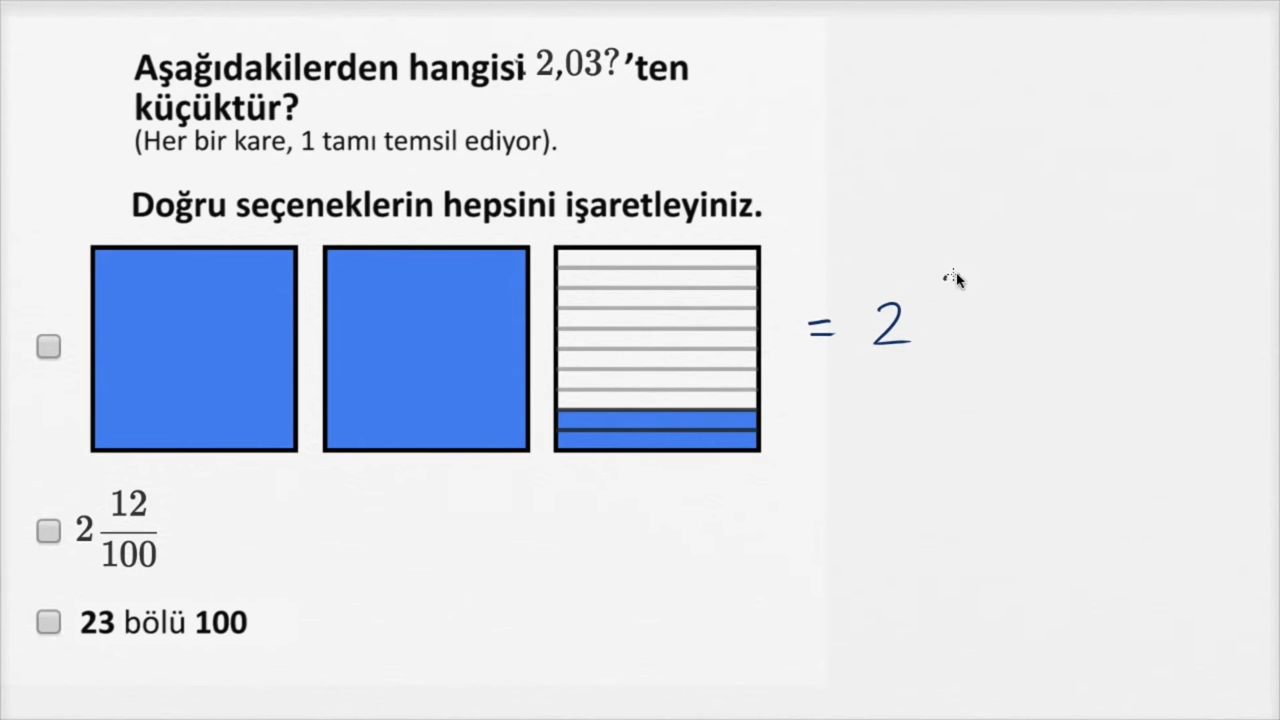 Aşağıdakilerden hangisi 2,03?'ten
küçüktür?
(Her bir kare, 1 tamı temsil ediyor).
Doğru seçeneklerin hepsini işaretleyiniz.
= 2
2 12/100
23 bölü 100